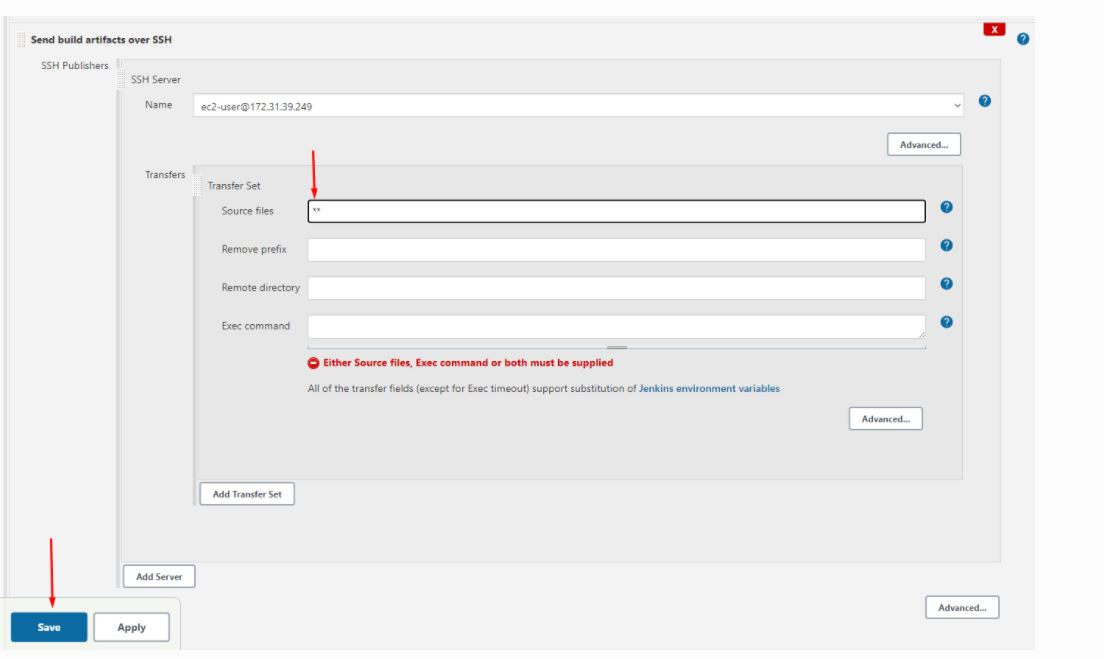 Send build artifacts over SSH
X
?
SSH Publishers
SSH Server
Name ec2-user@172.31.39.249 ?
Advanced...
Transfers
Transfer Set
Source files ** ?
Remove prefix ?
Remote directory ?
Exec command ?
Either Source files, Exec command or both must be supplied
All of the transfer fields (except for Exec timeout) support substitution of Jenkins environment variables
Advanced...
Add Transfer Set
Add Server
Advanced...
Save Apply